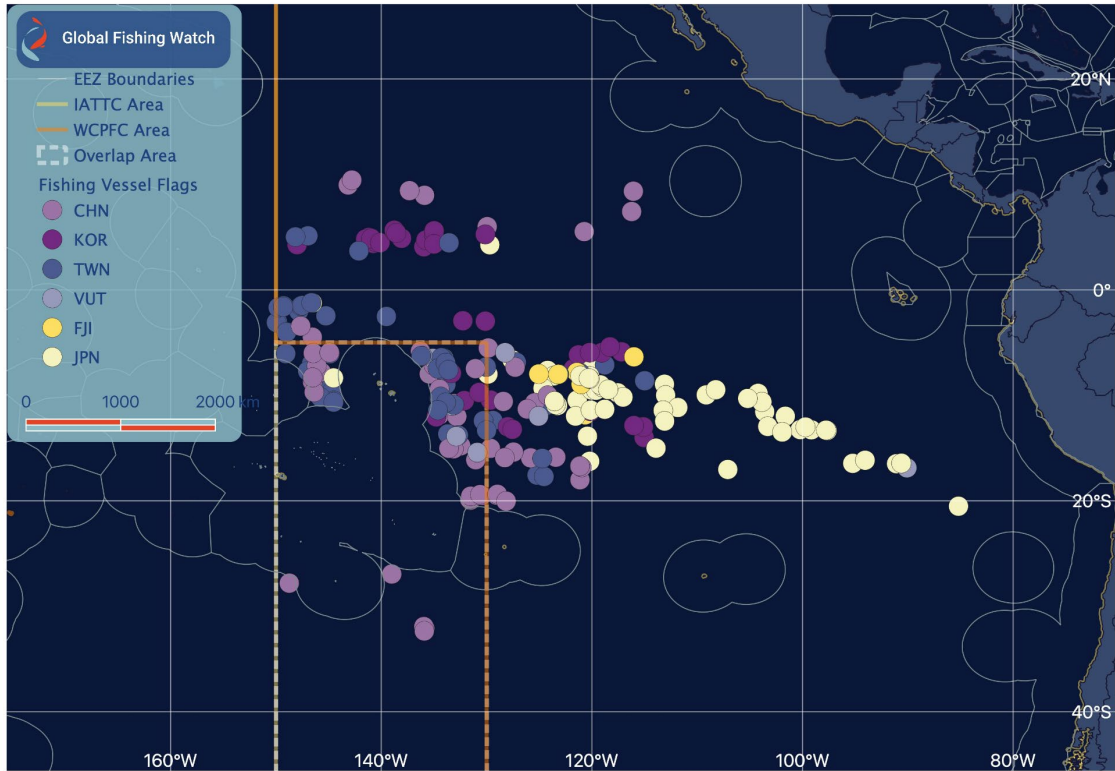 Global Fishing Watch
EEZ Boundaries
IATTC Area
WCPFC Area
Overlap Area
Fishing Vessel Flags
CHN
KOR
TWN
VUT
FJI
JPN
0 1000 2000 km
20°N
0°
20°S
40°S
160°W 140°W 120°W 100°W 80°W